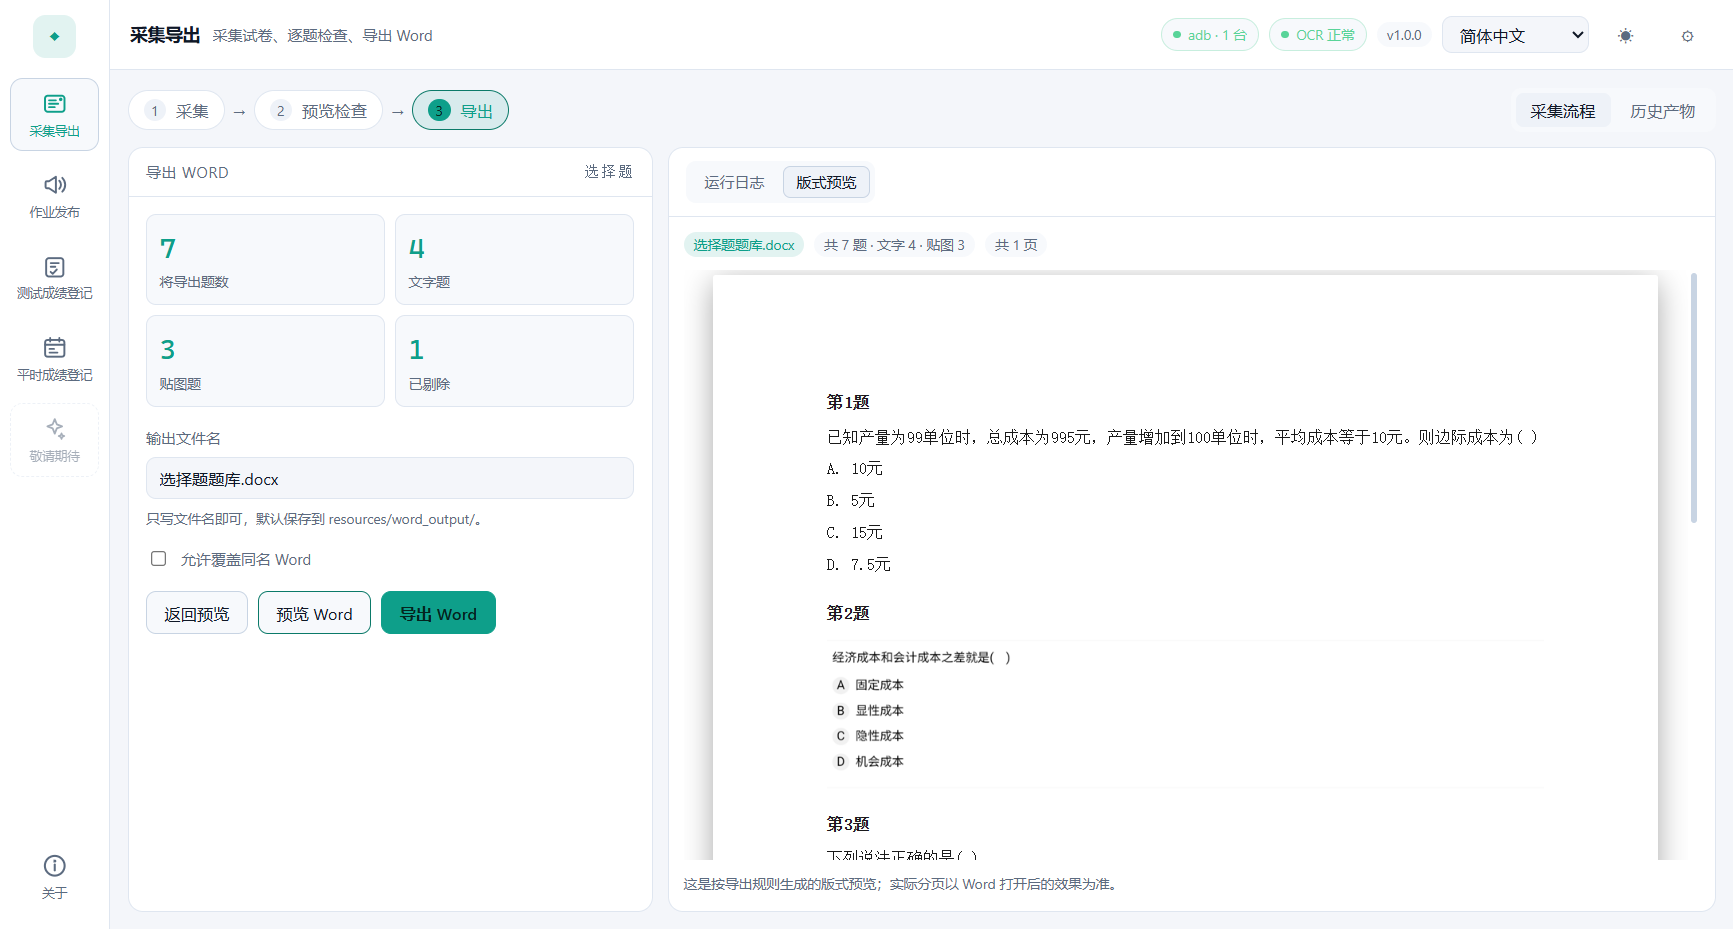 采集导出 采集试卷、逐题检查、导出 Word
adb · 1 台
OCR 正常
v1.0.0
简体中文
采集导出
作业发布
测试成绩登记
平时成绩登记
敬请期待
关于
1 采集 → 2 预览检查 → 3 导出
采集流程 历史产物
导出 WORD 选择题
7
将导出题数
4
文字题
3
贴图题
1
已剔除
输出文件名
选择题题库.docx
只写文件名即可，默认保存到 resources/word_output/。
允许覆盖同名 Word
返回预览 预览 Word 导出 Word
运行日志 版式预览
选择题题库.docx 共 7 题 · 文字 4 · 贴图 3 共 1 页
第1题
已知产量为99单位时，总成本为995元，产量增加到100单位时，平均成本等于10元。则边际成本为( )
A. 10元
B. 5元
C. 15元
D. 7.5元
第2题
经济成本和会计成本之差就是( )
A 固定成本
B 显性成本
C 隐性成本
D 机会成本
第3题
下列说法正确的是( )
这是按导出规则生成的版式预览；实际分页以 Word 打开后的效果为准。